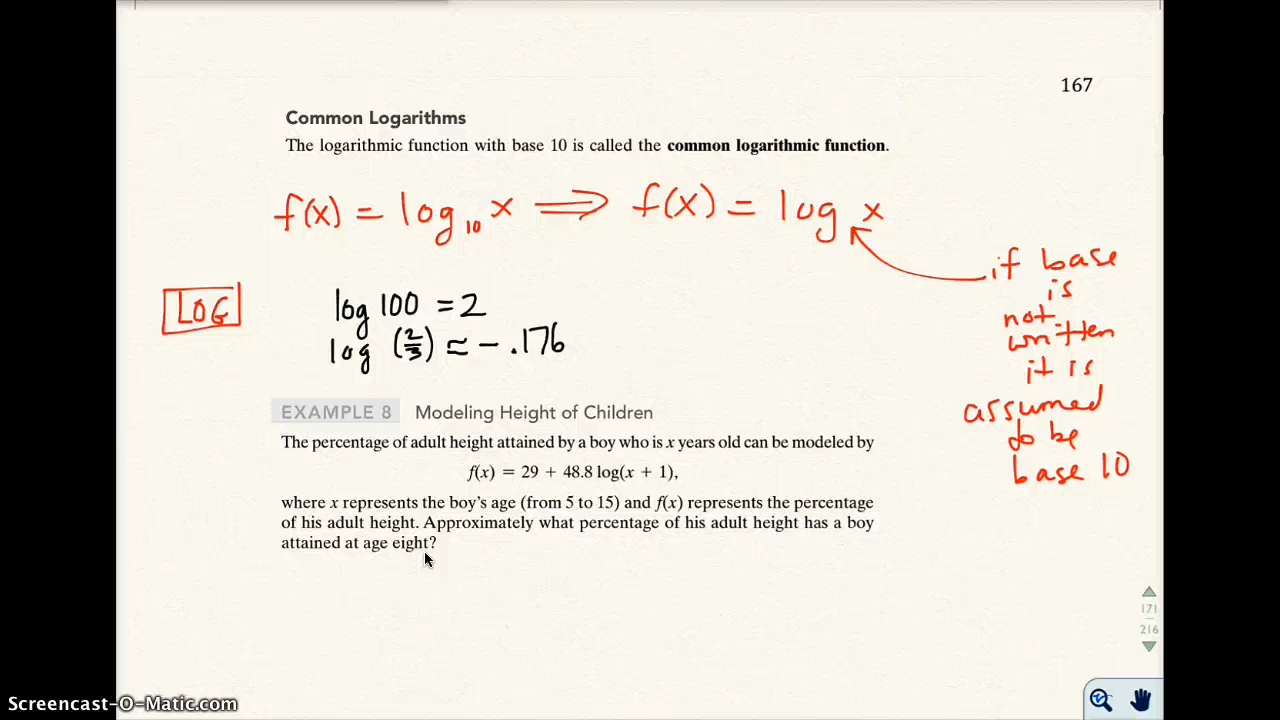 167
Common Logarithms
The logarithmic function with base 10 is called the common logarithmic function.
f(x) = log₁₀ x ⟹ f(x) = log x
if base
is
not
written
it is
assumed
to be
base 10
LOG
log 100 = 2
log (2/3) ≈ - .176
EXAMPLE 8 Modeling Height of Children
The percentage of adult height attained by a boy who is x years old can be modeled by
f(x) = 29 + 48.8 log(x + 1),
where x represents the boy's age (from 5 to 15) and f(x) represents the percentage
of his adult height. Approximately what percentage of his adult height has a boy
attained at age eight?
171
216
Screencast-O-Matic.com